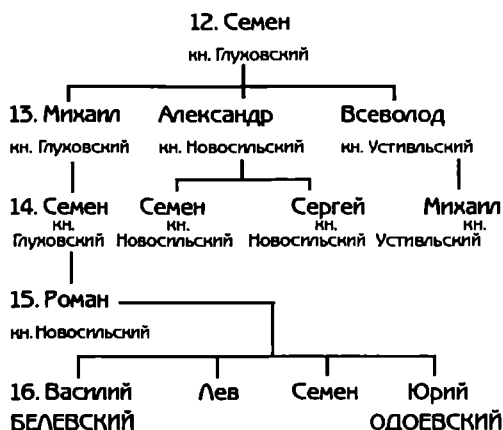 12. Семен
кн. Глуховский
13. Михаил Александр Всеволод
кн. Глуховский кн. Новосильский кн. Устивльский
14. Семен Семен Сергей Михаил
кн. кн. кн. кн.
Глуховский Новосильский Новосильский Устивльский
15. Роман
кн. Новосильский
16. Василий Лев Семен Юрий
БЕЛЕВСКИЙ ОДОЕВСКИЙ